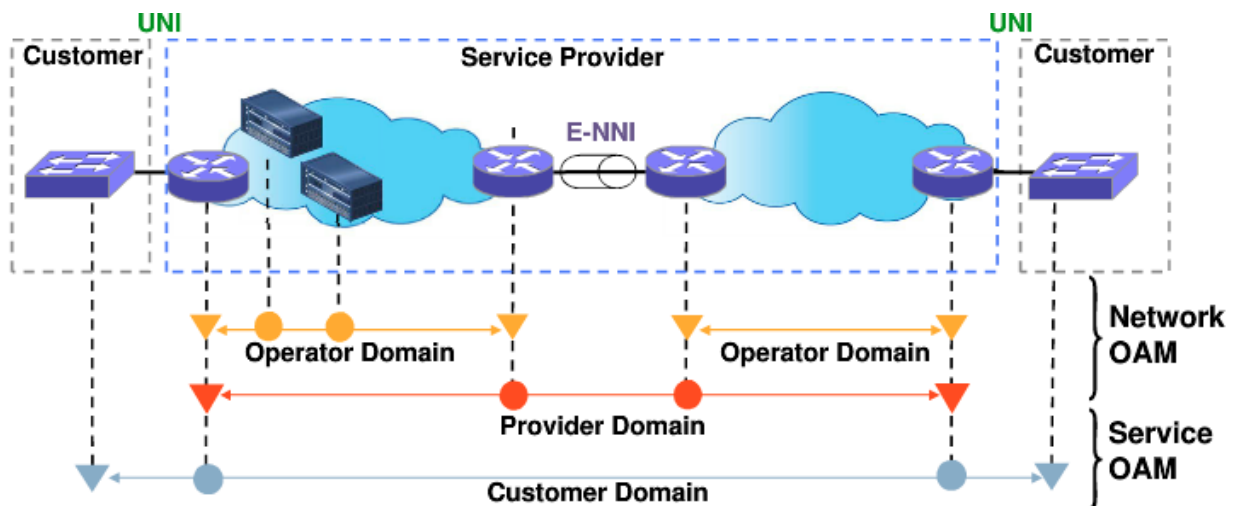 UNI
UNI
Customer
Service Provider
Customer
E-NNI
Operator Domain
Operator Domain
Network
OAM
Provider Domain
Service
OAM
Customer Domain